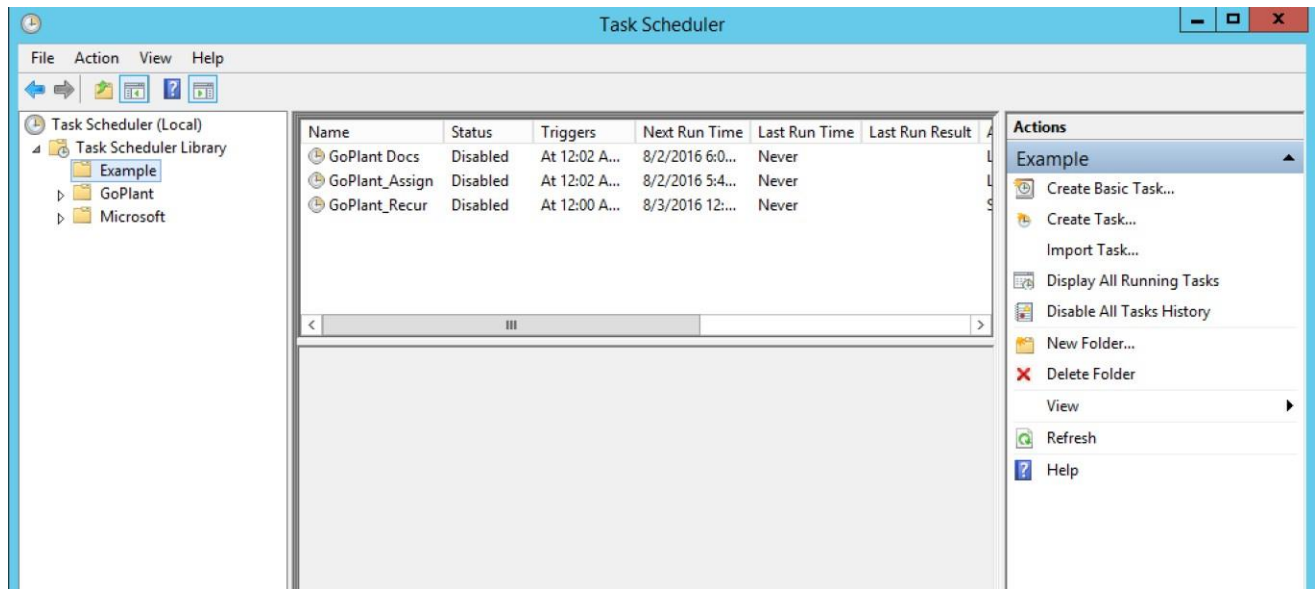 Task Scheduler
File Action View Help
Task Scheduler (Local)
Task Scheduler Library
Example
GoPlant
Microsoft
Name Status Triggers Next Run Time Last Run Time Last Run Result
GoPlant Docs Disabled At 12:02 A... 8/2/2016 6:0... Never
GoPlant_Assign Disabled At 12:02 A... 8/2/2016 5:4... Never
GoPlant_Recur Disabled At 12:00 A... 8/3/2016 12:... Never
Actions
Example
Create Basic Task...
Create Task...
Import Task...
Display All Running Tasks
Disable All Tasks History
New Folder...
Delete Folder
View
Refresh
Help